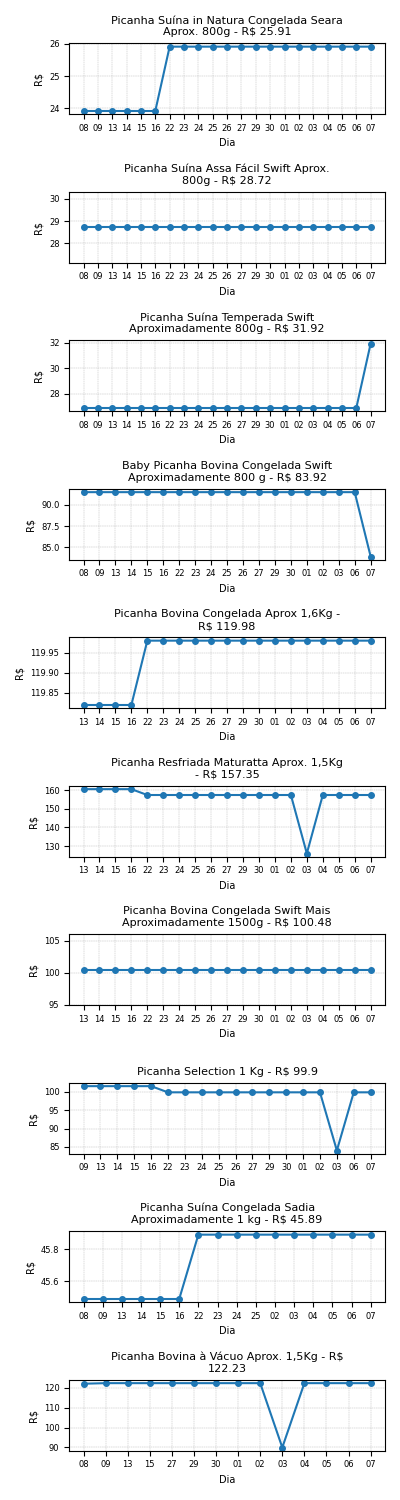 Picanha Suína in Natura Congelada Seara
Aprox. 800g - R$ 25.91
26
25
24
R$
08 09 13 14 15 16 22 23 24 25 26 27 29 30 01 02 03 04 05 06 07
Dia
Picanha Suína Assa Fácil Swift Aprox.
800g - R$ 28.72
30
29
28
R$
08 09 13 14 15 16 22 23 24 25 26 27 29 30 01 02 03 04 05 06 07
Dia
Picanha Suína Temperada Swift
Aproximadamente 800g - R$ 31.92
32
30
28
R$
08 09 13 14 15 16 22 23 24 25 26 27 29 30 01 02 03 04 05 06 07
Dia
Baby Picanha Bovina Congelada Swift
Aproximadamente 800 g - R$ 83.92
90.0
87.5
85.0
R$
08 09 13 14 15 16 22 23 24 25 26 27 29 30 01 02 03 06 07
Dia
Picanha Bovina Congelada Aprox 1,6Kg -
R$ 119.98
119.95
119.90
119.85
R$
13 14 15 16 22 23 24 25 26 27 29 30 01 02 03 04 05 06 07
Dia
Picanha Resfriada Maturatta Aprox. 1,5Kg
- R$ 157.35
160
150
140
130
R$
13 14 15 16 22 23 24 25 26 27 29 30 01 02 03 04 05 06 07
Dia
Picanha Bovina Congelada Swift Mais
Aproximadamente 1500g - R$ 100.48
105
100
95
R$
13 14 15 16 22 23 24 25 26 27 29 30 01 02 03 04 05 06 07
Dia
Picanha Selection 1 Kg - R$ 99.9
100
95
90
85
R$
09 13 14 15 16 22 23 24 25 26 27 29 30 01 02 03 06 07
Dia
Picanha Suína Congelada Sadia
Aproximadamente 1 kg - R$ 45.89
45.8
45.6
R$
08 09 13 14 15 16 22 23 24 25 02 03 04 05 06 07
Dia
Picanha Bovina à Vácuo Aprox. 1,5Kg - R$
122.23
120
110
100
90
R$
08 09 13 15 27 29 30 01 02 03 04 05 06 07
Dia